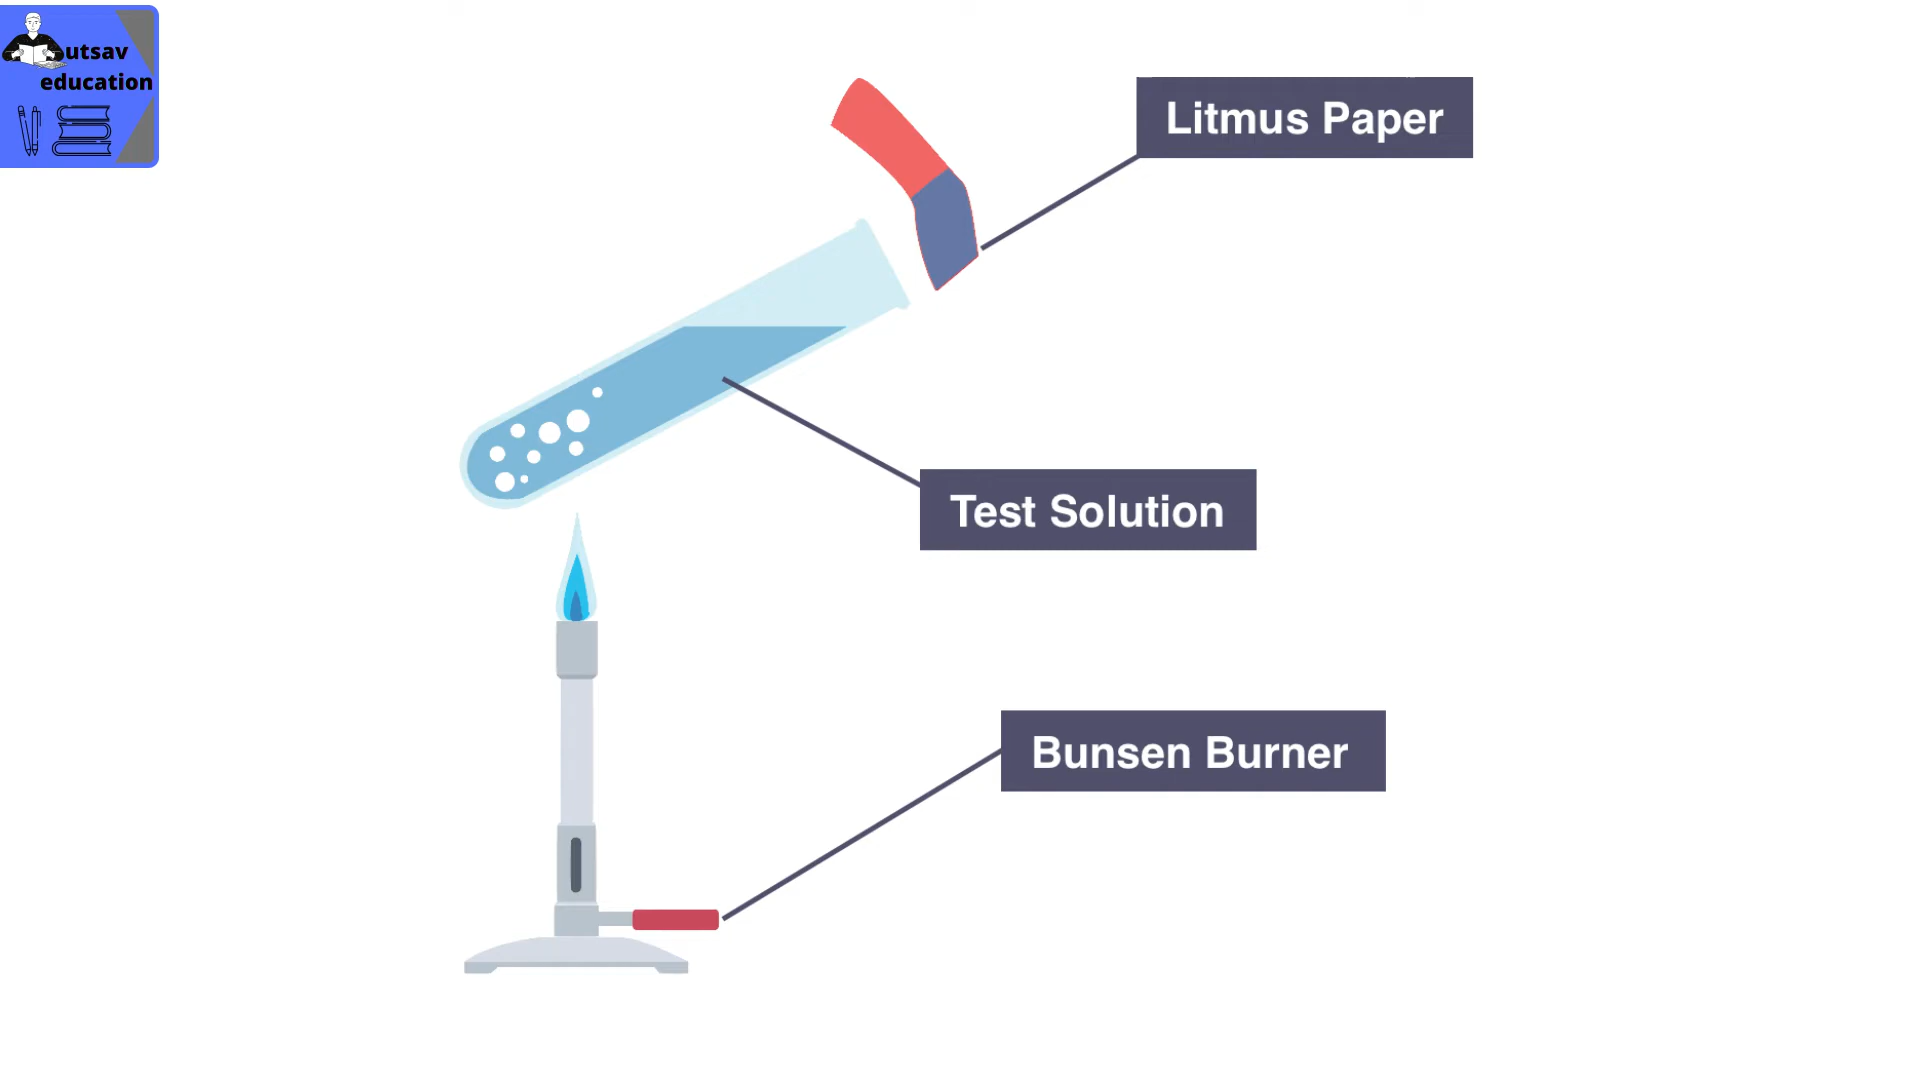 utsav
education
Litmus Paper
Test Solution
Bunsen Burner